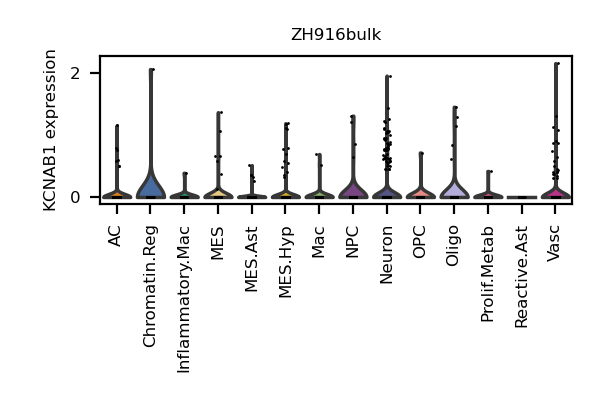 ZH916bulk
KCNAB1 expression
2
0
AC
Chromatin.Reg
Inflammatory.Mac
MES
MES.Ast
MES.Hyp
Mac
NPC
Neuron
OPC
Oligo
Prolif.Metab
Reactive.Ast
Vasc